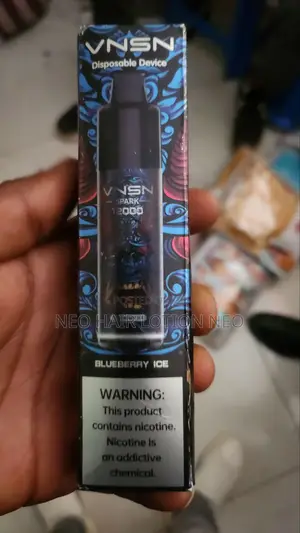 VNSN
Disposable Device
VNSN
SPARK
12000
POSTED
NEO HAIR LOTION NEO
BLUEBERRY ICE
WARNING:
This product
contains nicotine.
Nicotine is
an addictive
chemical.